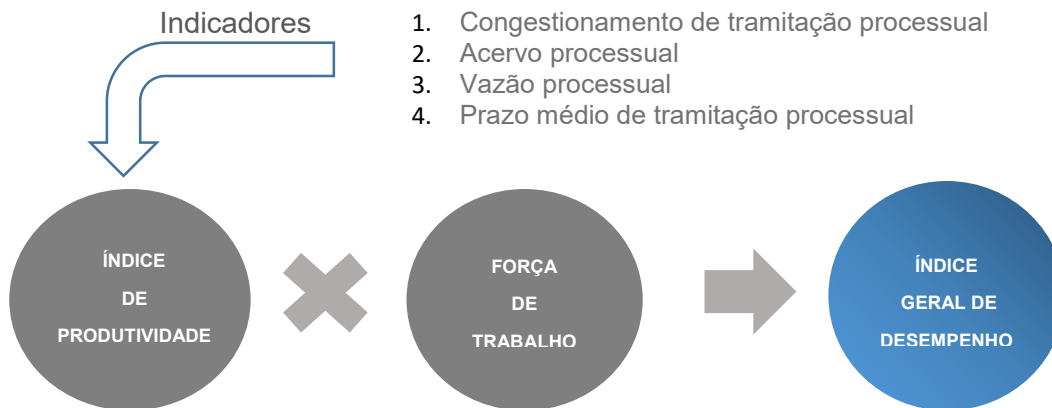 Indicadores
1. Congestionamento de tramitação processual
2. Acervo processual
3. Vazão processual
4. Prazo médio de tramitação processual
ÍNDICE
DE
PRODUTIVIDADE
FORÇA
DE
TRABALHO
ÍNDICE
GERAL DE
DESEMPENHO